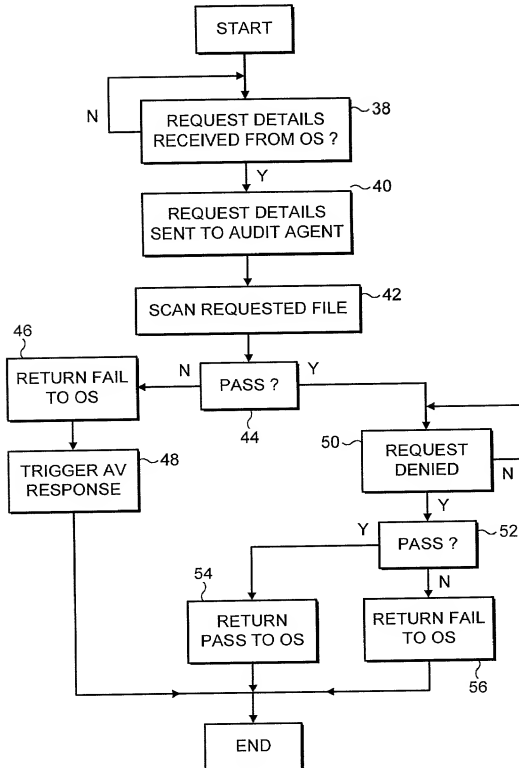 START
N
REQUEST DETAILS
RECEIVED FROM OS ?
38
Y
40
REQUEST DETAILS
SENT TO AUDIT AGENT
SCAN REQUESTED FILE
42
46
RETURN FAIL
TO OS
N
PASS ?
Y
44
TRIGGER AV
RESPONSE
48
50
REQUEST
DENIED
N
Y
Y
PASS ?
52
N
54
RETURN
PASS TO OS
RETURN FAIL
TO OS
56
END